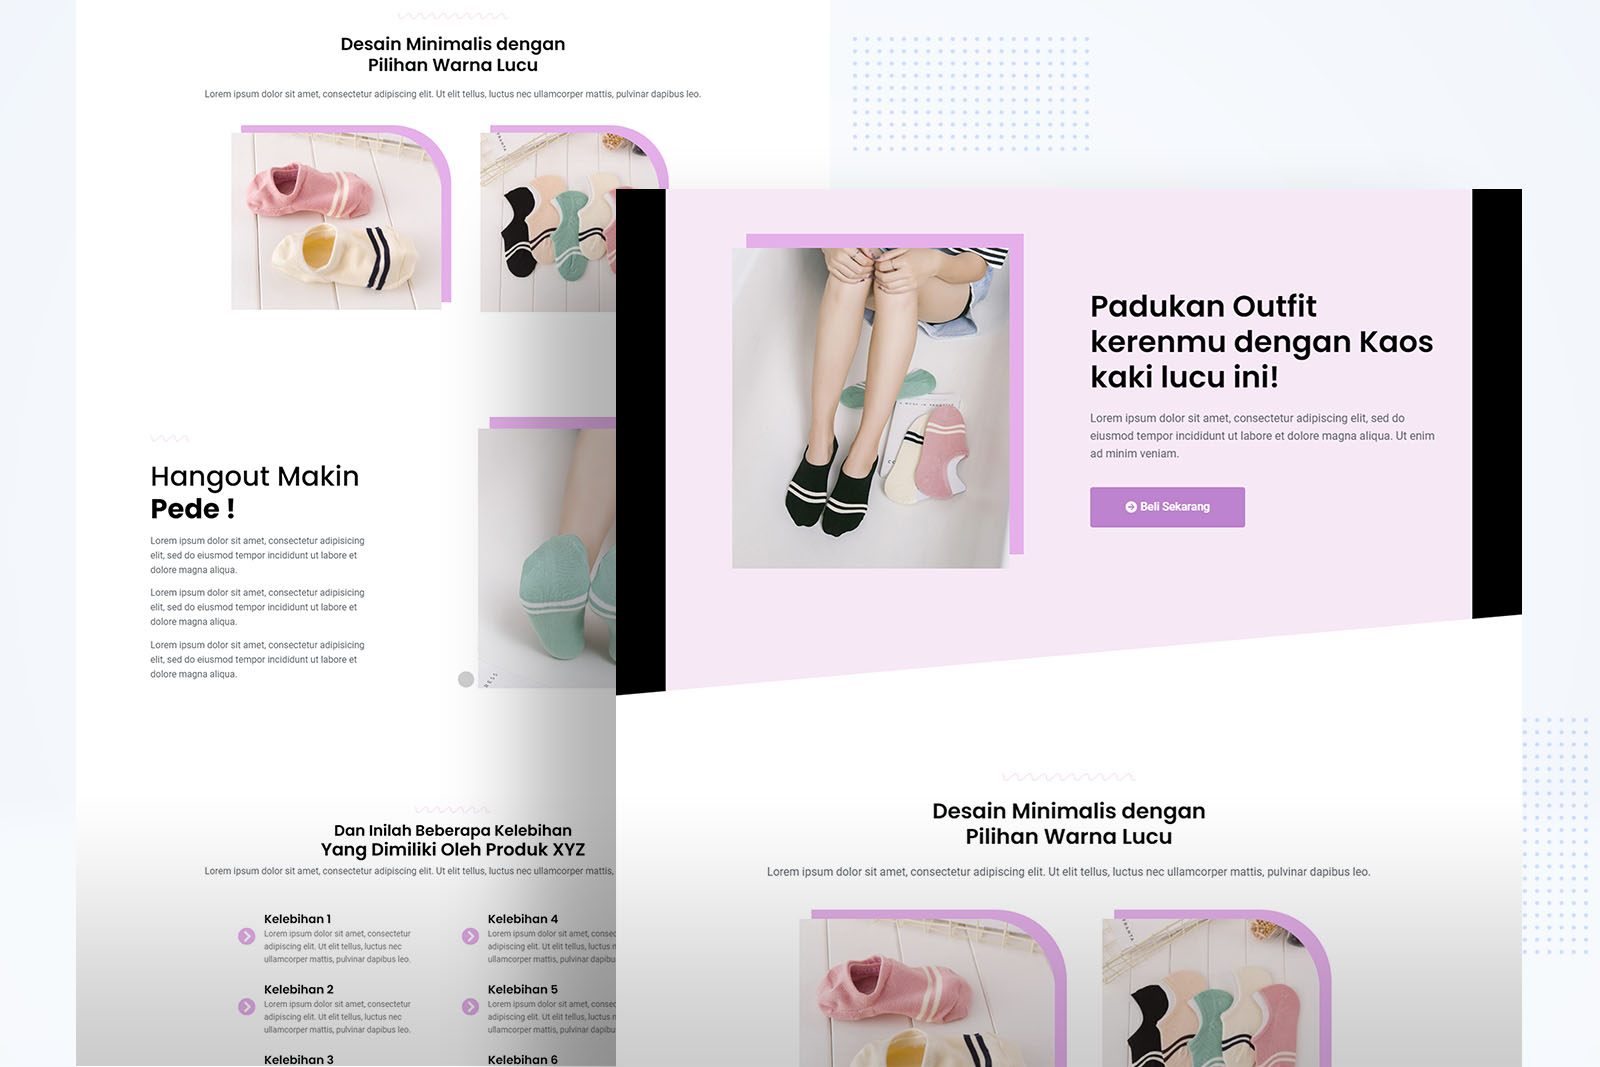 Desain Minimalis dengan
Pilihan Warna Lucu
Lorem ipsum dolor sit amet, consectetur adipiscing elit. Ut elit tellus, luctus nec ullamcorper mattis, pulvinar dapibus leo.
Hangout Makin
Pede !
Lorem ipsum dolor sit amet, consectetur adipisicing
elit, sed do eiusmod tempor incididunt ut labore et
dolore magna aliqua.
Lorem ipsum dolor sit amet, consectetur adipisicing
elit, sed do eiusmod tempor incididunt ut labore et
dolore magna aliqua.
Lorem ipsum dolor sit amet, consectetur adipisicing
elit, sed do eiusmod tempor incididunt ut labore et
dolore magna aliqua.
RESS
Dan Inilah Beberapa Kelebihan
Yang Dimiliki Oleh Produk XYZ
Lorem ipsum dolor sit amet, consectetur adipiscing elit. Ut elit tellus, luctus nec ullamcorper mattis,
Kelebihan 1
Lorem ipsum dolor sit amet, consectetur
adipiscing elit. Ut elit tellus, luctus nec
ullamcorper mattis, pulvinar dapibus leo.
Kelebihan 2
Lorem ipsum dolor sit amet, consectetur
adipiscing elit. Ut elit tellus, luctus nec
ullamcorper mattis, pulvinar dapibus leo.
Kelebihan 3
Kelebihan 4
Lorem ipsum dolor sit amet, consec
adipiscing elit. Ut elit tellus, luctus n
ullamcorper mattis, pulvinar dapibu
Kelebihan 5
Lorem ipsum dolor sit amet, consec
adipiscing elit. Ut elit tellus, luctus n
ullamcorper mattis, pulvinar dapibu
Kelebihan 6
Padukan Outfit
kerenmu dengan Kaos
kaki lucu ini!
Lorem ipsum dolor sit amet, consectetur adipiscing elit, sed do
eiusmod tempor incididunt ut labore et dolore magna aliqua. Ut enim
ad minim veniam.
Beli Sekarang
Desain Minimalis dengan
Pilihan Warna Lucu
Lorem ipsum dolor sit amet, consectetur adipiscing elit. Ut elit tellus, luctus nec ullamcorper mattis, pulvinar dapibus leo.